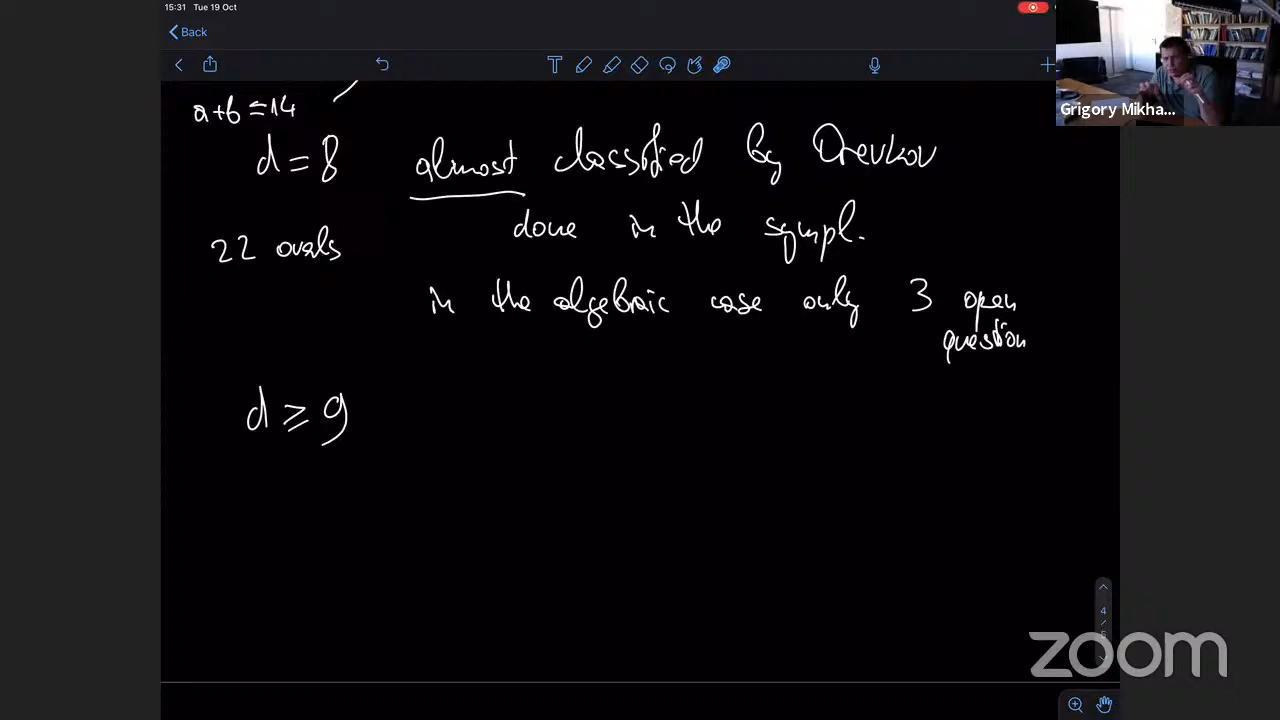 15:31 Tue 19 Oct
Back
Grigory Mikha...
a+b=14
d=8 almost classified by Orevkov
done in the sympl.
22 ovals
in the algebraic case only 3 open
question
d ≥ 9
4
zoom